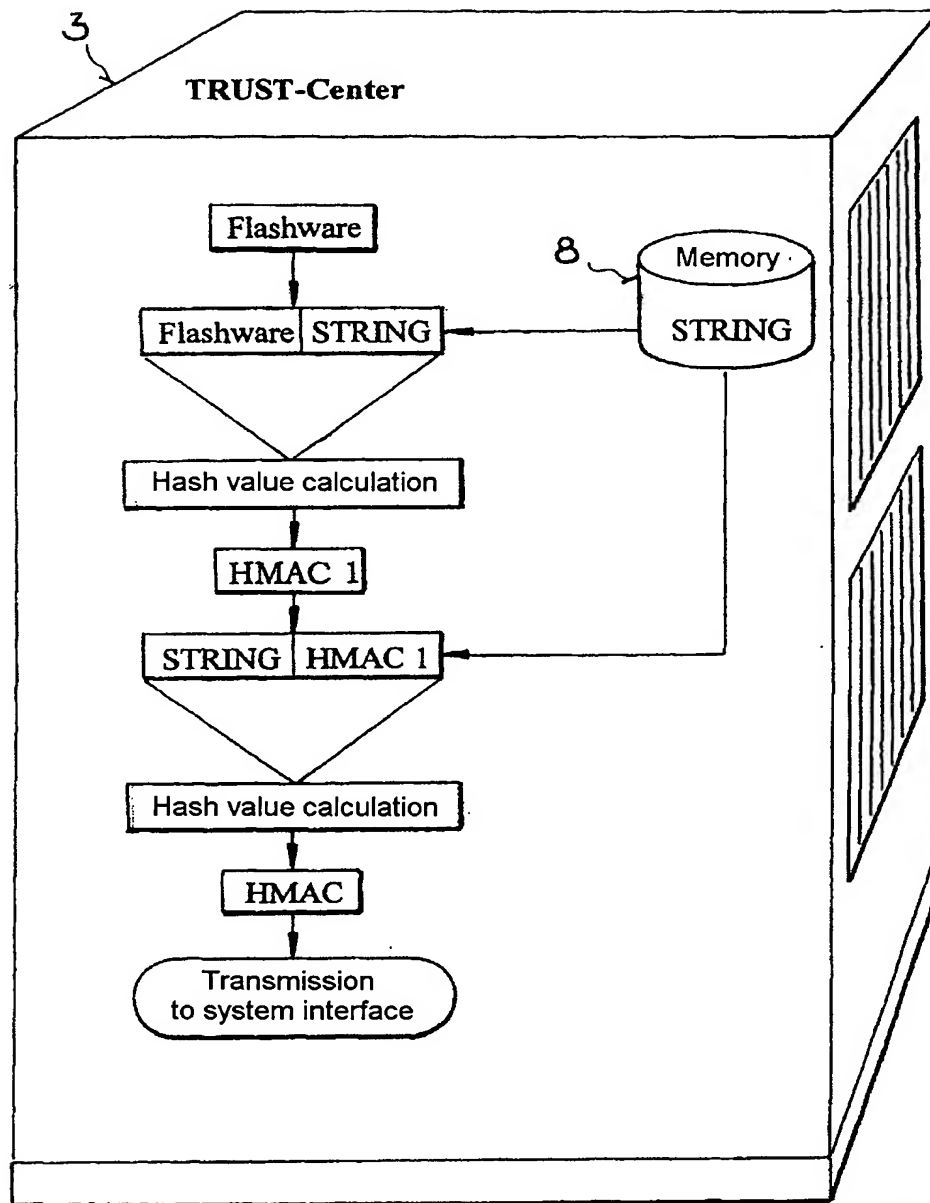 3
TRUST-Center
Flashware
8
Memory
Flashware STRING
STRING
Hash value calculation
HMAC 1
STRING HMAC 1
Hash value calculation
HMAC
Transmission
to system interface